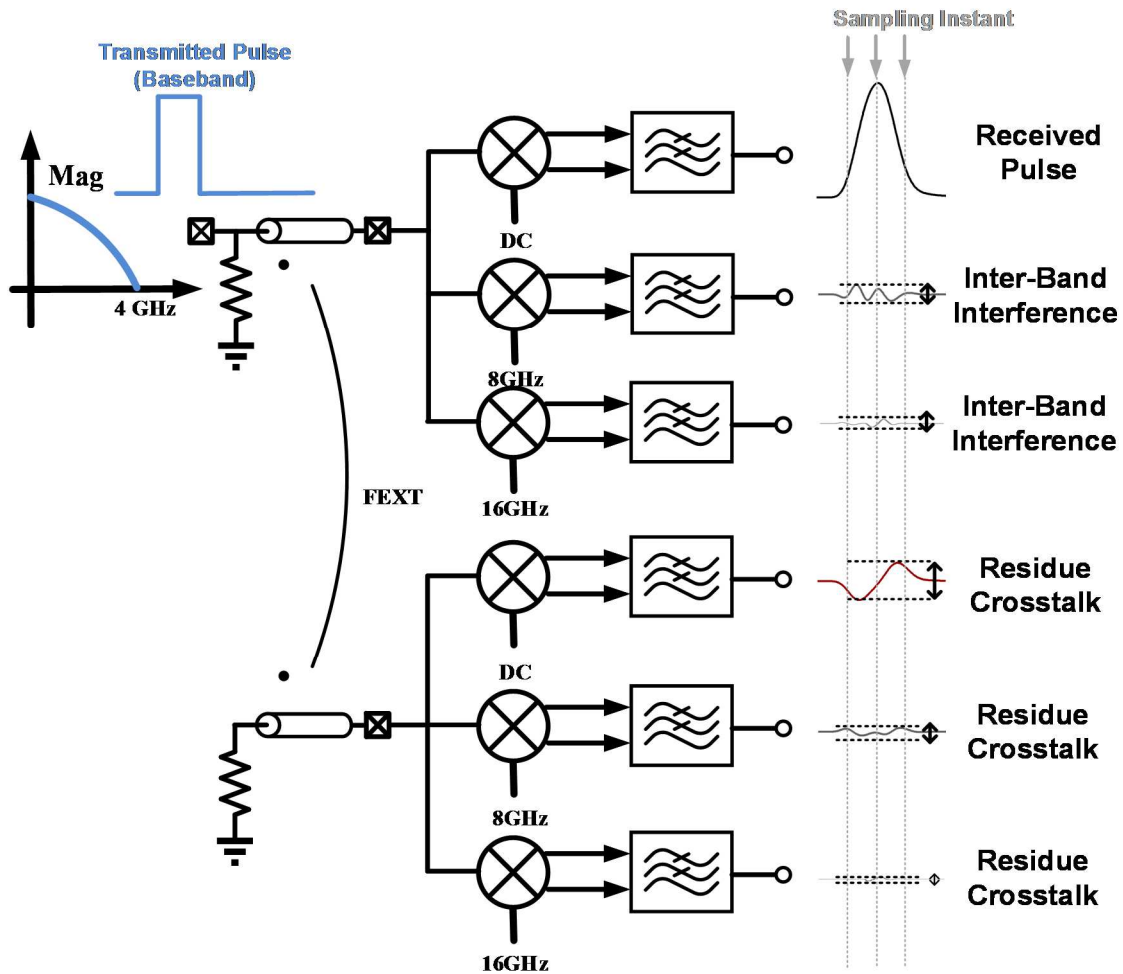 Sampling Instant
Transmitted Pulse
(Baseband)
Mag
4 GHz
DC
Received
Pulse
8GHz
Inter-Band
Interference
16GHz
Inter-Band
Interference
FEXT
DC
Residue
Crosstalk
8GHz
Residue
Crosstalk
16GHz
Residue
Crosstalk